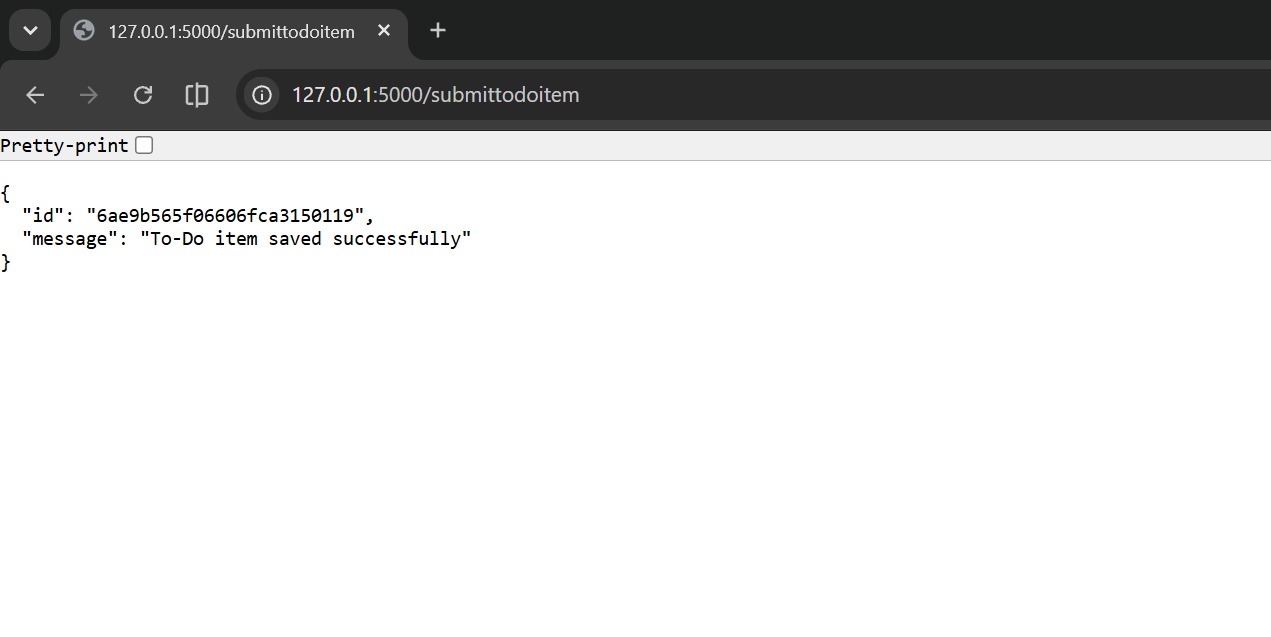 127.0.0.1:5000/submittodoitem
127.0.0.1:5000/submittodoitem
Pretty-print
{
  "id": "6ae9b565f06606fca3150119",
  "message": "To-Do item saved successfully"
}